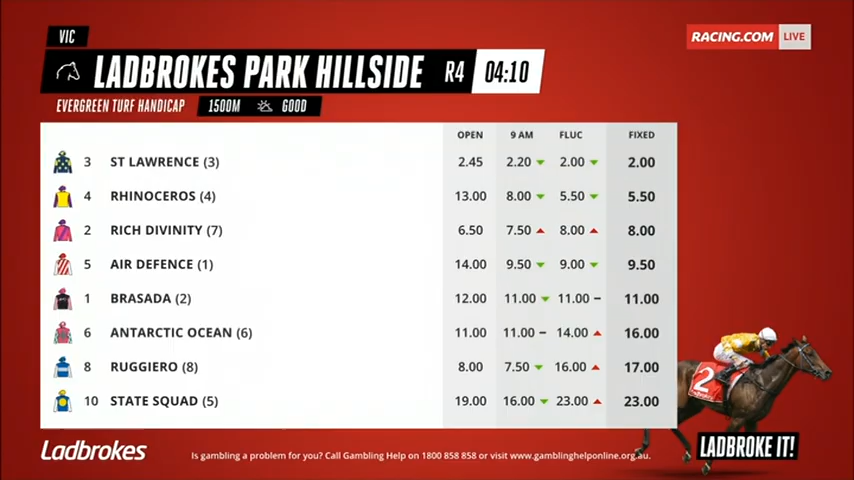 VIC
RACING.COM LIVE
LADBROKES PARK HILLSIDE R4 04:10
EVERGREEN TURF HANDICAP 1500M GOOD
OPEN 9 AM FLUC FIXED
3 ST LAWRENCE (3) 2.45 2.20 2.00 2.00
4 RHINOCEROS (4) 13.00 8.00 5.50 5.50
2 RICH DIVINITY (7) 6.50 7.50 8.00 8.00
5 AIR DEFENCE (1) 14.00 9.50 9.00 9.50
1 BRASADA (2) 12.00 11.00 11.00 – 11.00
6 ANTARCTIC OCEAN (6) 11.00 11.00 – 14.00 16.00
8 RUGGIERO (8) 8.00 7.50 16.00 17.00
10 STATE SQUAD (5) 19.00 16.00 23.00 23.00
2
Ladbrokes
Is gambling a problem for you? Call Gambling Help on 1800 858 858 or visit www.gamblinghelponline.org.au.
LADBROKE IT!